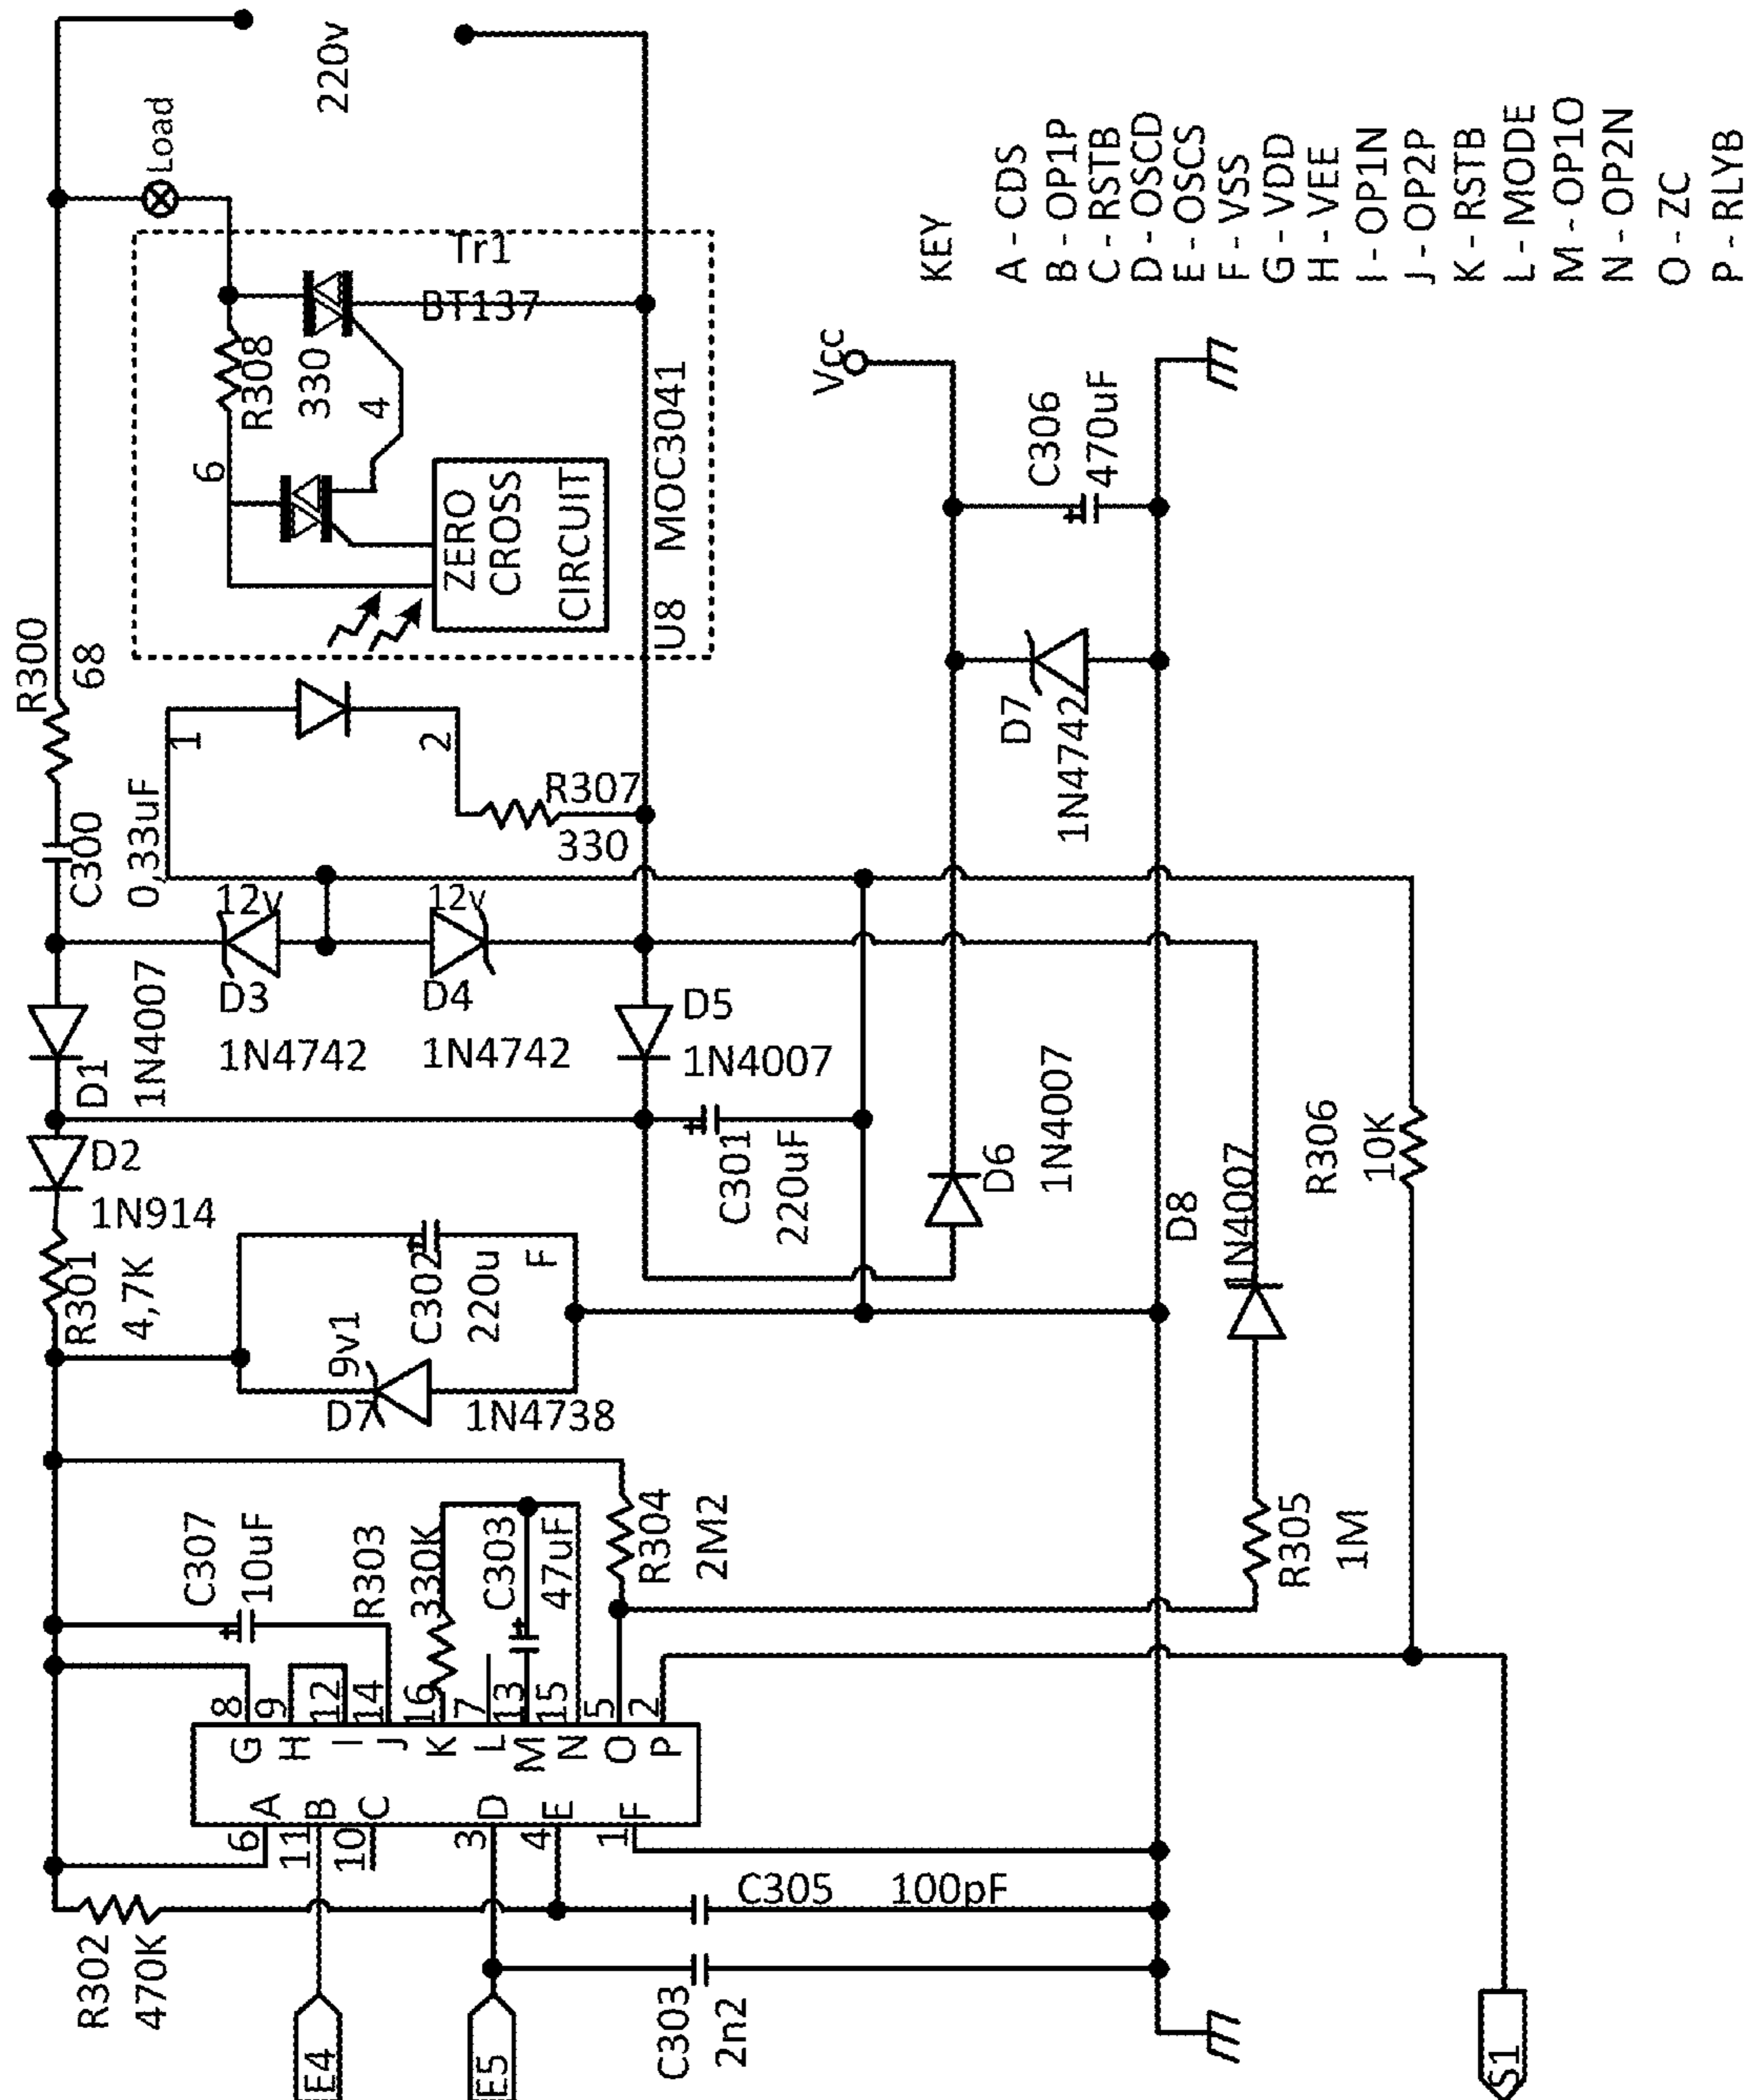 220v
Load
Tr1
BT137
R308
330
4
6
ZERO
CROSS
CIRCUIT
U8 MOC3041
R300
68
C300
0,33uF
1
2
R307
330
12v
D3
1N4742
12v
D4
1N4742
D1
1N4007
D5
1N4007
D2
1N914
C301
220uF
R301
4,7K
C302
220u
F
9v1
D7
1N4738
D6
1N4007
Vcc
C306
470uF
D7
1N4742
D8
1N4007
R306
10K
C307
10uF
R303
330K
C303
47uF
R304
2M2
R305
1M
8
9
12
14
16
7
13
15
5
2
G
H
I
J
K
L
M
N
O
P
A
B
C
D
E
F
6
11
10
3
4
1
R302
470K
C305 100pF
C303
2n2
E4
E5
S1
KEY
A - CDS
B - OP1P
C - RSTB
D - OSCD
E - OSCS
F - VSS
G - VDD
H - VEE
I - OP1N
J - OP2P
K - RSTB
L - MODE
M - OP1O
N - OP2N
O - ZC
P - RLYB